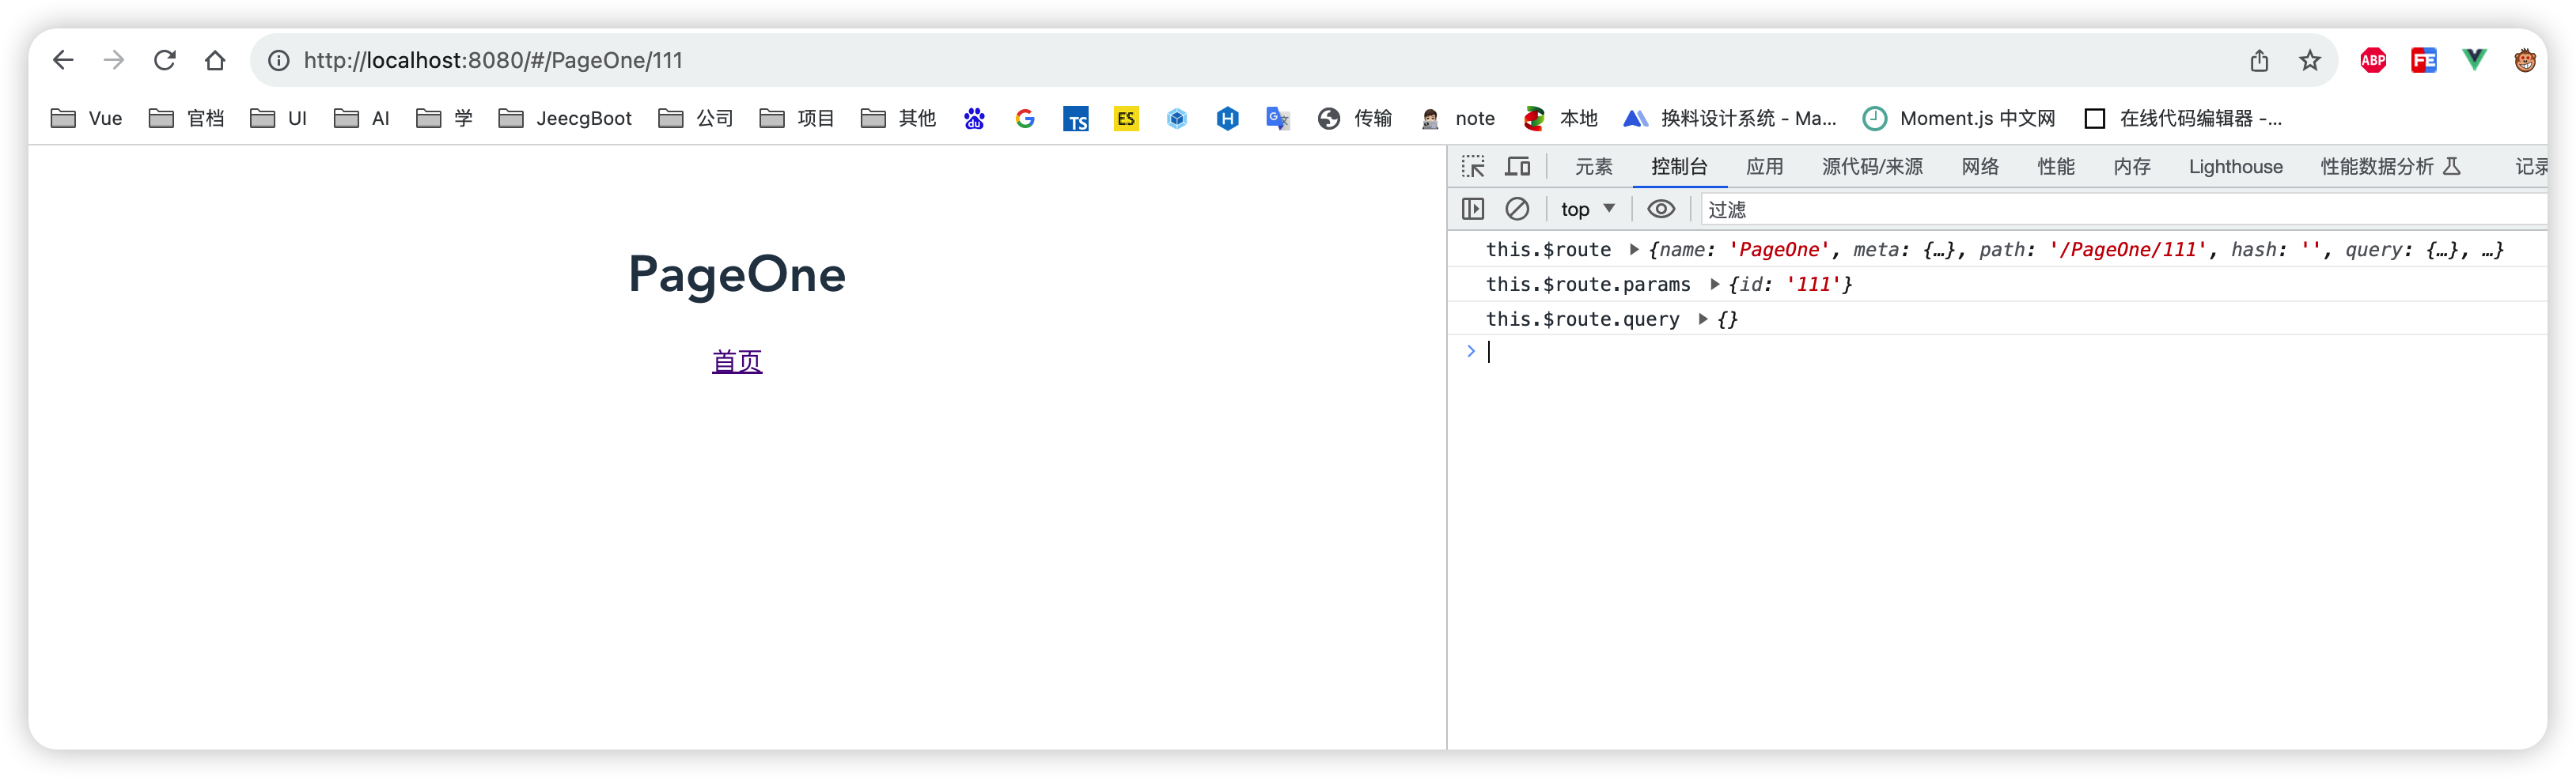 http://localhost:8080/#/PageOne/111
ABP FE
Vue 官档 UI AI 学 JeecgBoot 公司 项目 其他 du G TS ES H G文 传输 note 本地 换料设计系统 - Ma... Moment.js 中文网 在线代码编辑器 -...
PageOne
首页
元素 控制台 应用 源代码/来源 网络 性能 内存 Lighthouse 性能数据分析 记录
top 过滤
this.$route {name: 'PageOne', meta: {…}, path: '/PageOne/111', hash: '', query: {…}, …}
this.$route.params {id: '111'}
this.$route.query {}